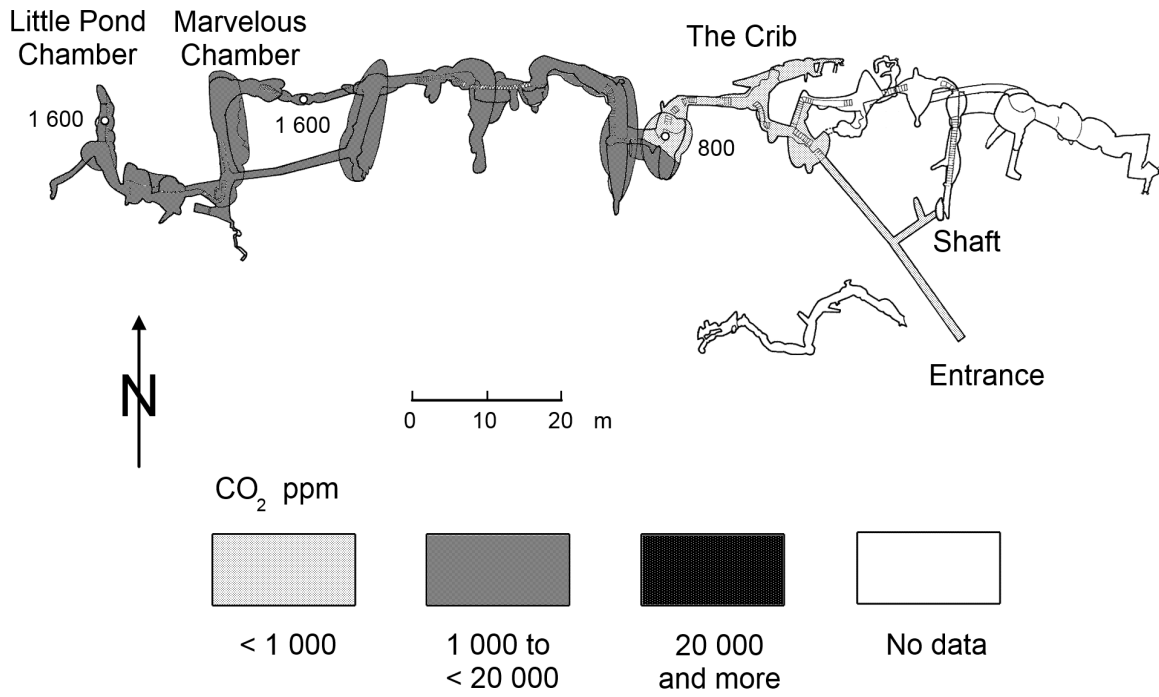 Little Pond
Chamber
Marvelous
Chamber
The Crib
1 600
1 600
800
Shaft
Entrance
N
0 10 20 m
CO₂ ppm
< 1 000
1 000 to
< 20 000
20 000
and more
No data